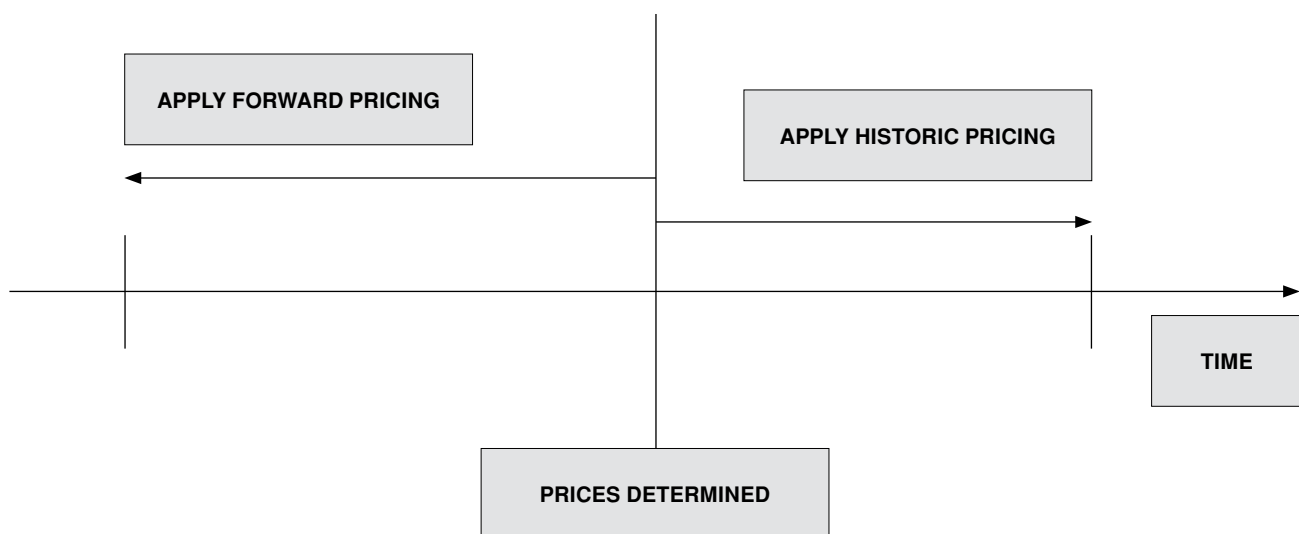 APPLY FORWARD PRICING
APPLY HISTORIC PRICING
TIME
PRICES DETERMINED